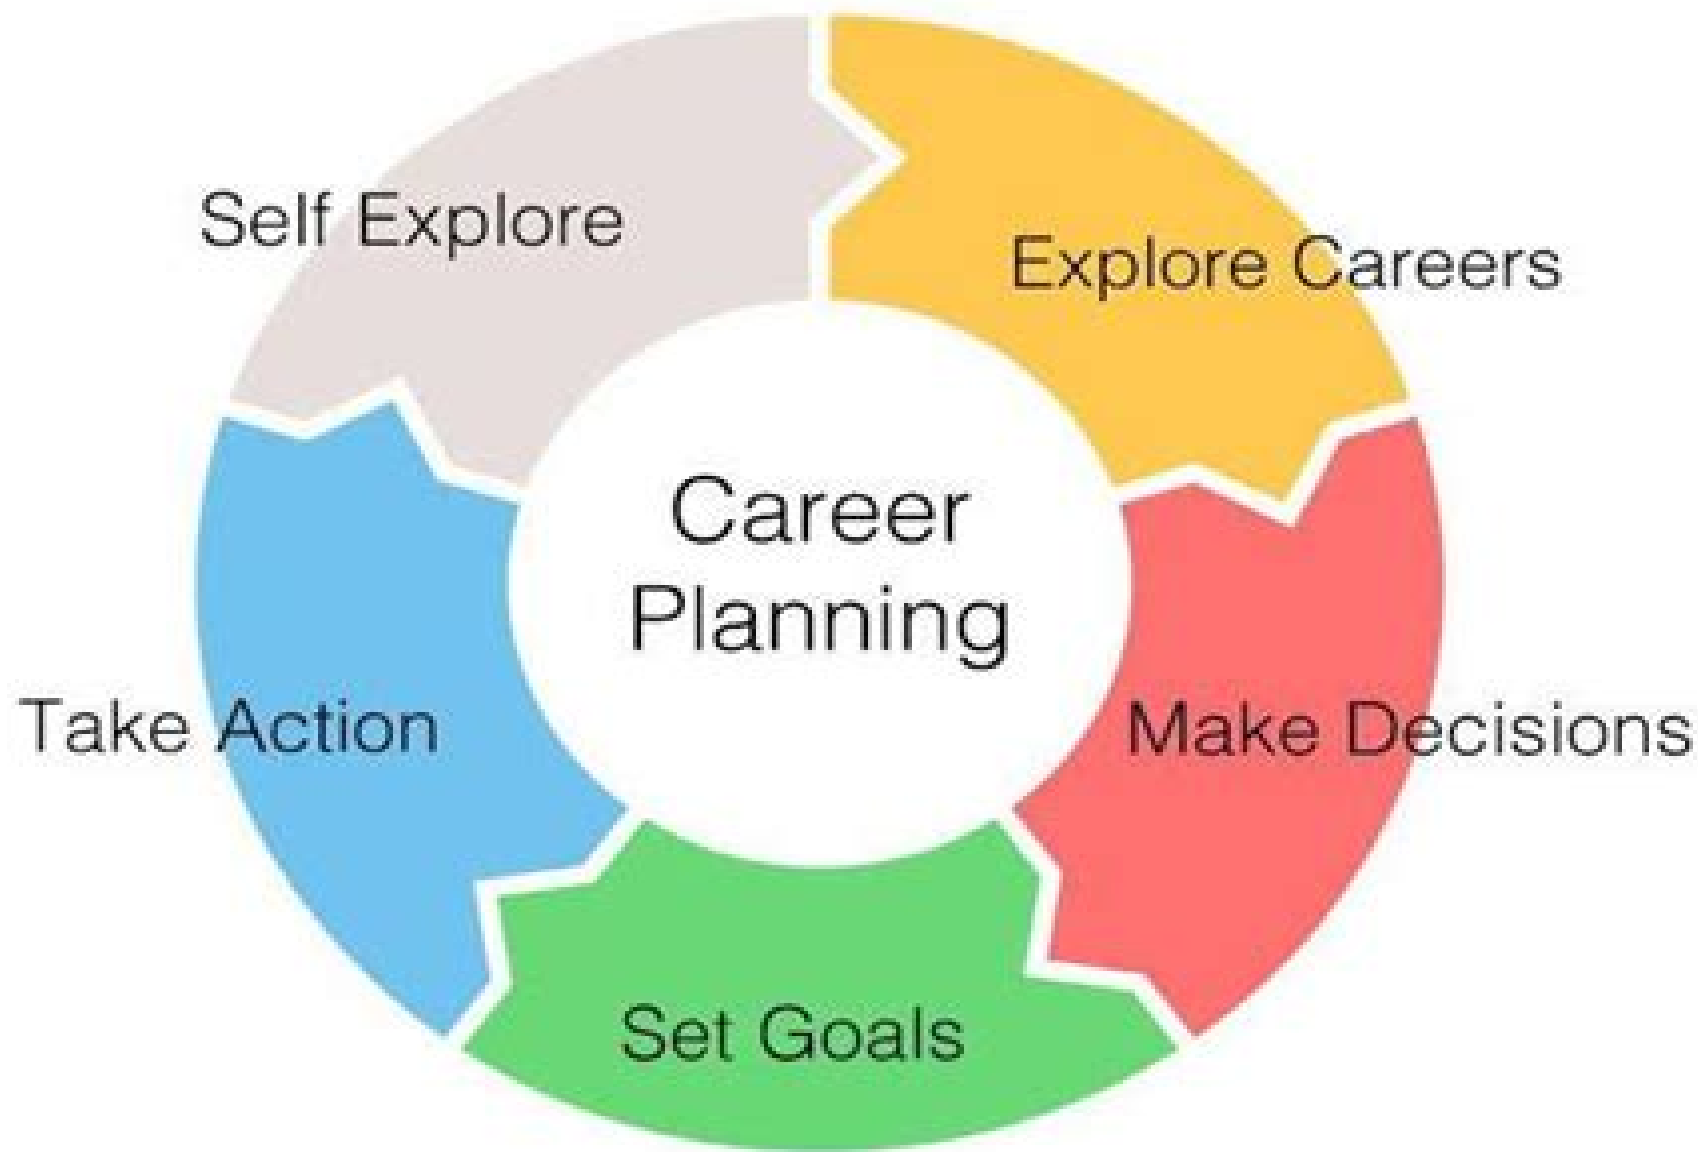 Self Explore
Explore Careers
Career
Planning
Take Action
Make Decisions
Set Goals